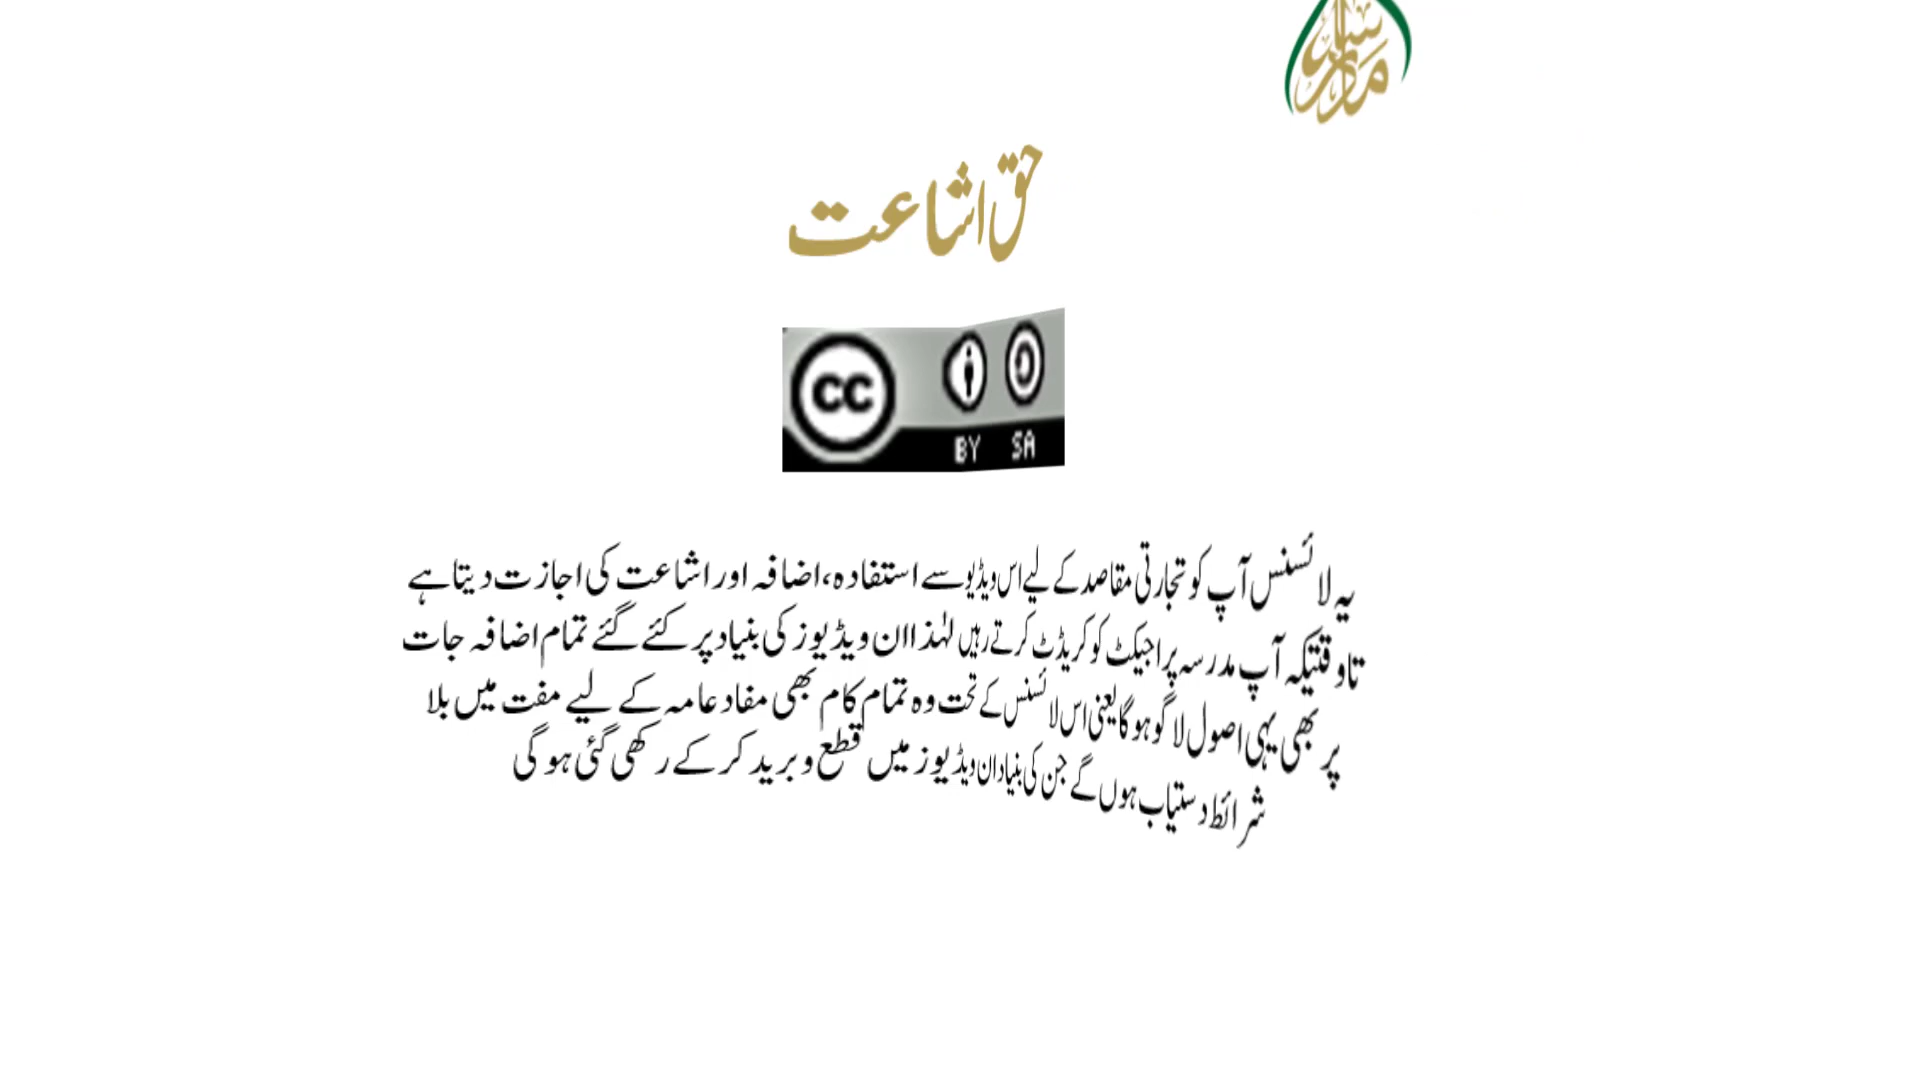 مدرسہ
حق اشاعت
cc
BY SA
یہ لائسنس آپ کو تجارتی مقاصد کے لیے اس ویڈیو سے استفادہ، اضافہ اور اشاعت کی اجازت دیتا ہے
تاوقتیکہ آپ مدرسہ پراجیکٹ کو کریڈٹ کرتے رہیں لہٰذا ان ویڈیوز کی بنیاد پر کئے گئے تمام اضافہ جات
پر بھی یہی اصول لاگو ہوگا یعنی اس لائسنس کے تحت وہ تمام کام بھی مفاد عامہ کے لیے مفت میں بلا
شرائط دستیاب ہوں گے جن کی بنیاد ان ویڈیوز میں قطع و برید کر کے رکھی گئی ہو گی